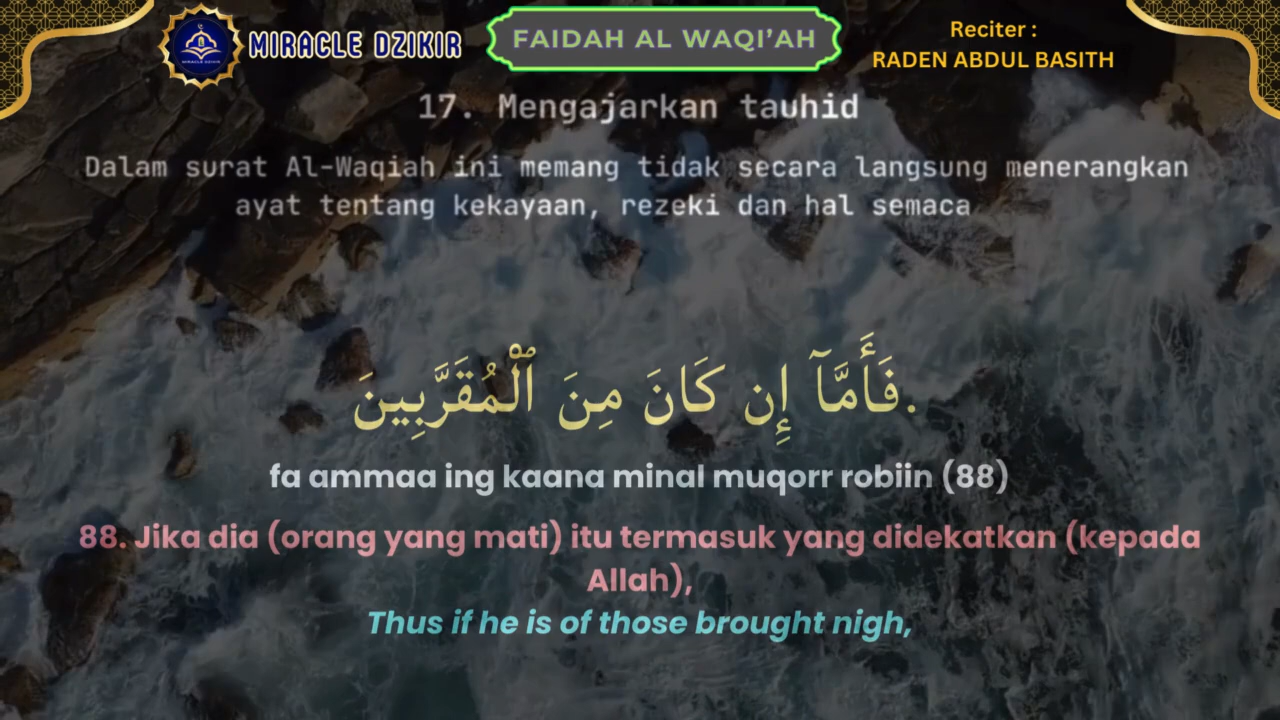 MIRACLE DZIKIR
FAIDAH AL WAQI'AH
Reciter :
RADEN ABDUL BASITH
17. Mengajarkan tauhid
Dalam surat Al-Waqiah ini memang tidak secara langsung menerangkan
ayat tentang kekayaan, rezeki dan hal semaca
فَأَمَّآ إِن كَانَ مِنَ ٱلْمُقَرَّبِينَ.
fa ammaa ing kaana minal muqorr robiin (88)
88. Jika dia (orang yang mati) itu termasuk yang didekatkan (kepada
Allah),
Thus if he is of those brought nigh,